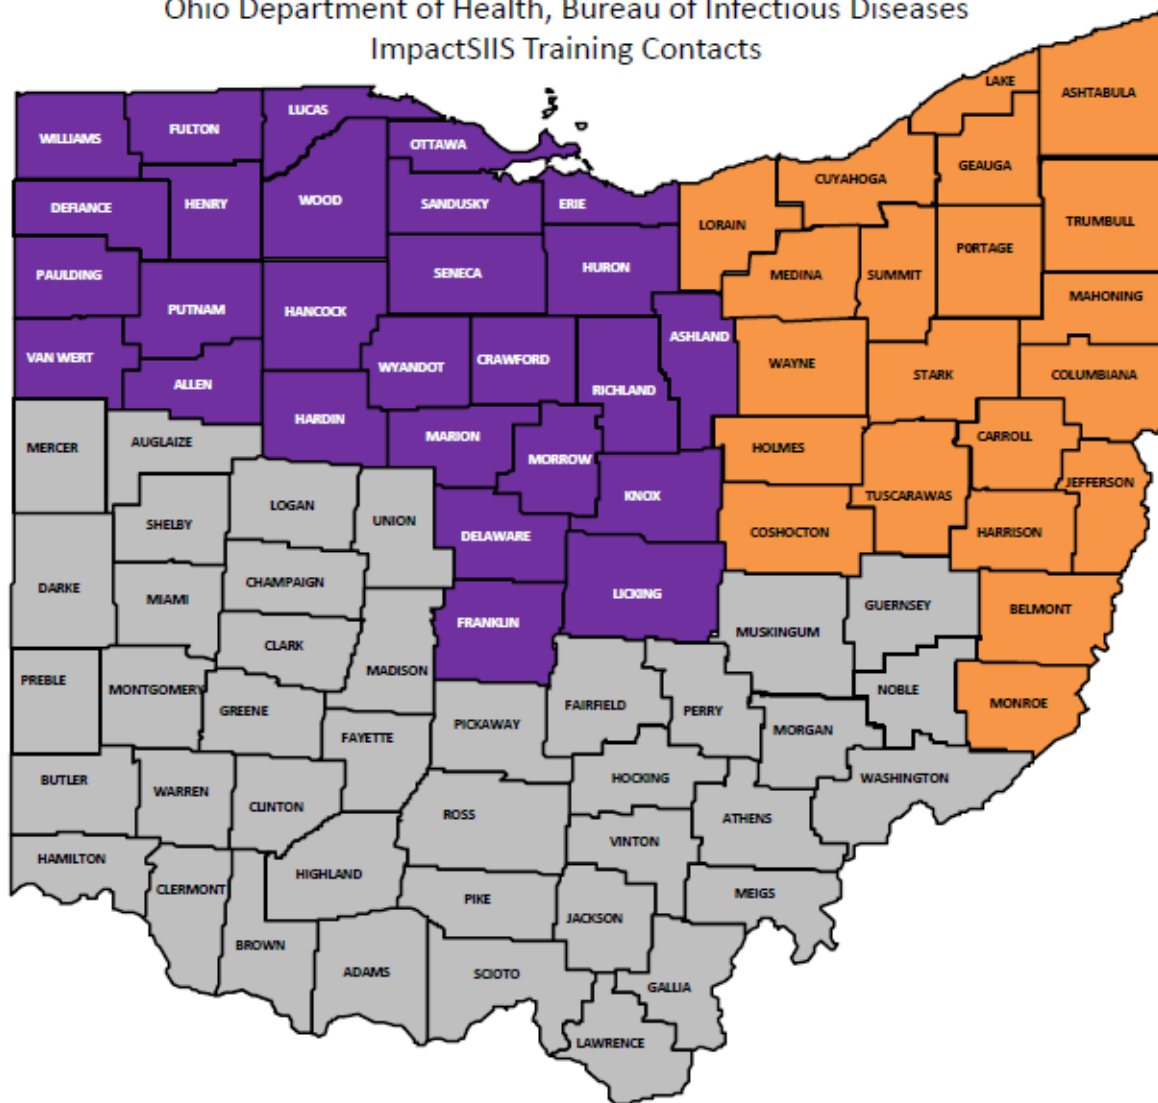 Ohio Department of Health, Bureau of Infectious Diseases
ImpactSIIS Training Contacts
LAKE
ASHTABULA
LUCAS
FULTON
WILLIAMS
OTTAWA
GEAUGA
CUYAHOGA
DEFIANCE
HENRY
WOOD
SANDUSKY
ERIE
LORAIN
TRUMBULL
PORTAGE
PAULDING
SENECA
HURON
MEDINA
SUMMIT
MAHONING
PUTNAM
HANCOCK
ASHLAND
VAN WERT
WYANDOT
CRAWFORD
WAYNE
STARK
COLUMBIANA
ALLEN
RICHLAND
HARDIN
MARION
MERCER
AUGLAIZE
MORROW
HOLMES
CARROLL
JEFFERSON
KNOX
TUSCARAWAS
LOGAN
UNION
SHELBY
DELAWARE
COSHOCTON
HARRISON
DARKE
MIAMI
CHAMPAIGN
LICKING
GUERNSEY
BELMONT
FRANKLIN
MUSKINGUM
CLARK
MADISON
PREBLE
MONTGOMERY
GREENE
NOBLE
MONROE
FAIRFIELD
PERRY
PICKAWAY
MORGAN
FAYETTE
BUTLER
WARREN
CLINTON
HOCKING
WASHINGTON
ROSS
ATHENS
VINTON
HAMILTON
CLERMONT
HIGHLAND
PIKE
MEIGS
JACKSON
BROWN
ADAMS
SCIOTO
GALLIA
LAWRENCE